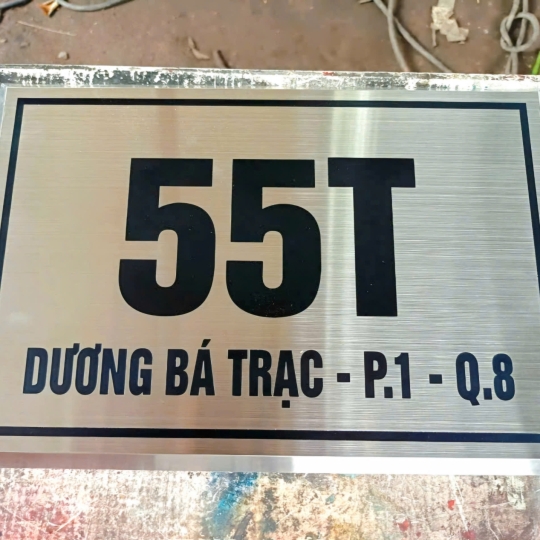 55T
DƯƠNG BÁ TRẠC - P.1 - Q.8